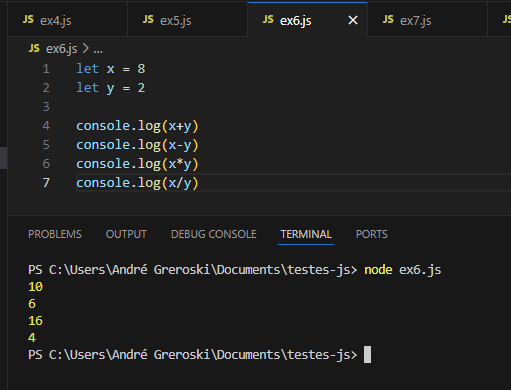 JS ex4.js JS ex5.js JS ex6.js × JS ex7.js JS
JS ex6.js > ...
1 let x = 8
2 let y = 2
3
4 console.log(x+y)
5 console.log(x-y)
6 console.log(x*y)
7 console.log(x/y)
PROBLEMS OUTPUT DEBUG CONSOLE TERMINAL PORTS
PS C:\Users\André Greroski\Documents\testes-js> node ex6.js
10
6
16
4
PS C:\Users\André Greroski\Documents\testes-js>